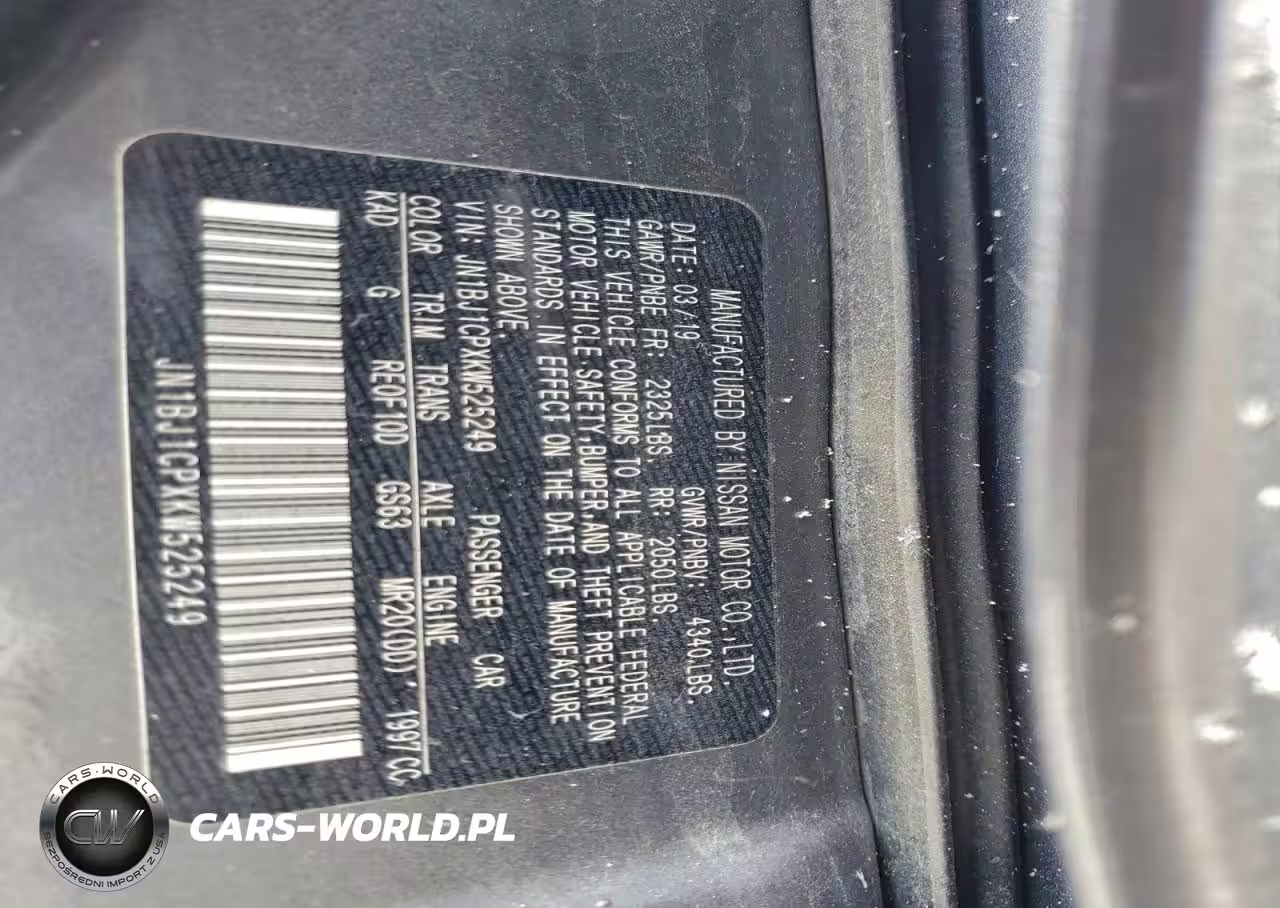 MANUFACTURED BY NISSAN MOTOR CO.,LTD.
DATE: 03/19 GVWR/PNBV: 4340LBS.
GAWR/PNBE FR: 2325LBS. RR: 2050LBS.
THIS VEHICLE CONFORMS TO ALL APPLICABLE FEDERAL
MOTOR VEHICLE SAFETY,BUMPER,AND THEFT PREVENTION
STANDARDS IN EFFECT ON THE DATE OF MANUFACTURE
SHOWN ABOVE.
VIN: JN1BJ1CPXKW525249 PASSENGER CAR
COLOR TRIM TRANS AXLE ENGINE
KAD G RE0F10D GS63 MR20(DD), 1997CC
JN1BJ1CPXKW525249
CARS-WORLD
CW
BEZPOŚREDNI IMPORT Z USA
CARS-WORLD.PL